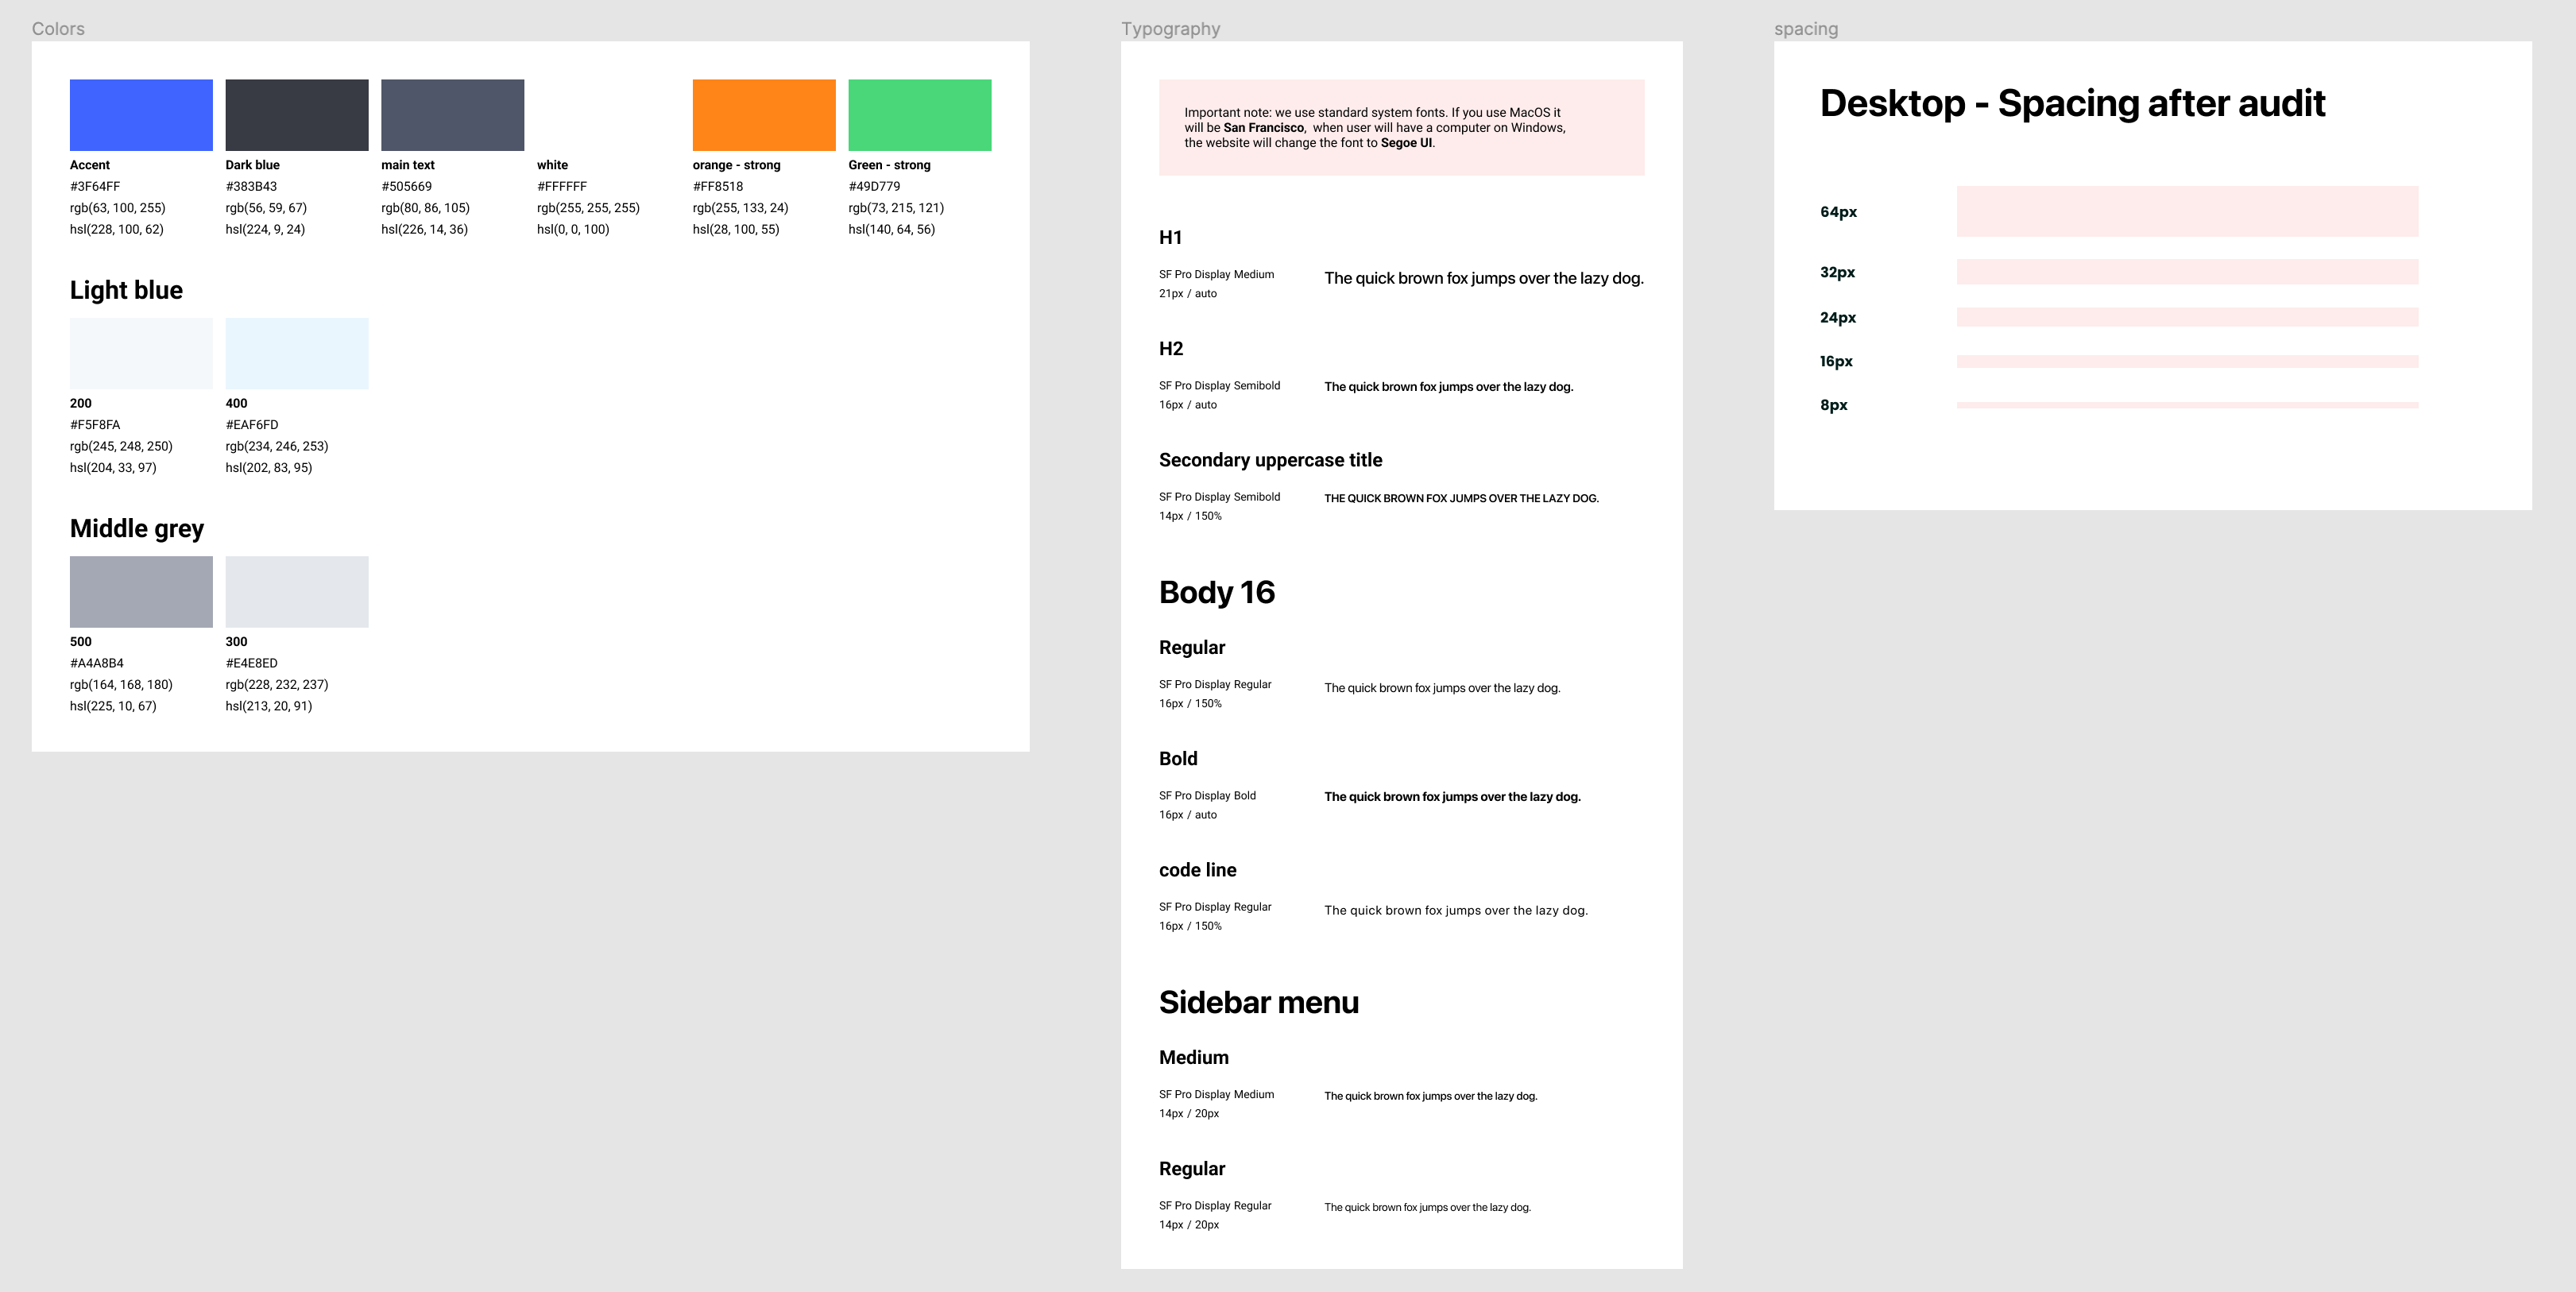 Colors
Accent
#3F64FF
rgb(63, 100, 255)
hsl(228, 100, 62)
Dark blue
#383B43
rgb(56, 59, 67)
hsl(224, 9, 24)
main text
#505669
rgb(80, 86, 105)
hsl(226, 14, 36)
white
#FFFFFF
rgb(255, 255, 255)
hsl(0, 0, 100)
orange - strong
#FF8518
rgb(255, 133, 24)
hsl(28, 100, 55)
Green - strong
#49D779
rgb(73, 215, 121)
hsl(140, 64, 56)
Light blue
200
#F5F8FA
rgb(245, 248, 250)
hsl(204, 33, 97)
400
#EAF6FD
rgb(234, 246, 253)
hsl(202, 83, 95)
Middle grey
500
#A4A8B4
rgb(164, 168, 180)
hsl(225, 10, 67)
300
#E4E8ED
rgb(228, 232, 237)
hsl(213, 20, 91)
Typography
Important note: we use standard system fonts. If you use MacOS it
will be San Francisco, when user will have a computer on Windows,
the website will change the font to Segoe UI.
H1
SF Pro Display Medium
21px / auto
The quick brown fox jumps over the lazy dog.
H2
SF Pro Display Semibold
16px / auto
The quick brown fox jumps over the lazy dog.
Secondary uppercase title
SF Pro Display Semibold
14px / 150%
THE QUICK BROWN FOX JUMPS OVER THE LAZY DOG.
Body 16
Regular
SF Pro Display Regular
16px / 150%
The quick brown fox jumps over the lazy dog.
Bold
SF Pro Display Bold
16px / auto
The quick brown fox jumps over the lazy dog.
code line
SF Pro Display Regular
16px / 150%
The quick brown fox jumps over the lazy dog.
Sidebar menu
Medium
SF Pro Display Medium
14px / 20px
The quick brown fox jumps over the lazy dog.
Regular
SF Pro Display Regular
14px / 20px
The quick brown fox jumps over the lazy dog.
spacing
Desktop - Spacing after audit
64px
32px
24px
16px
8px